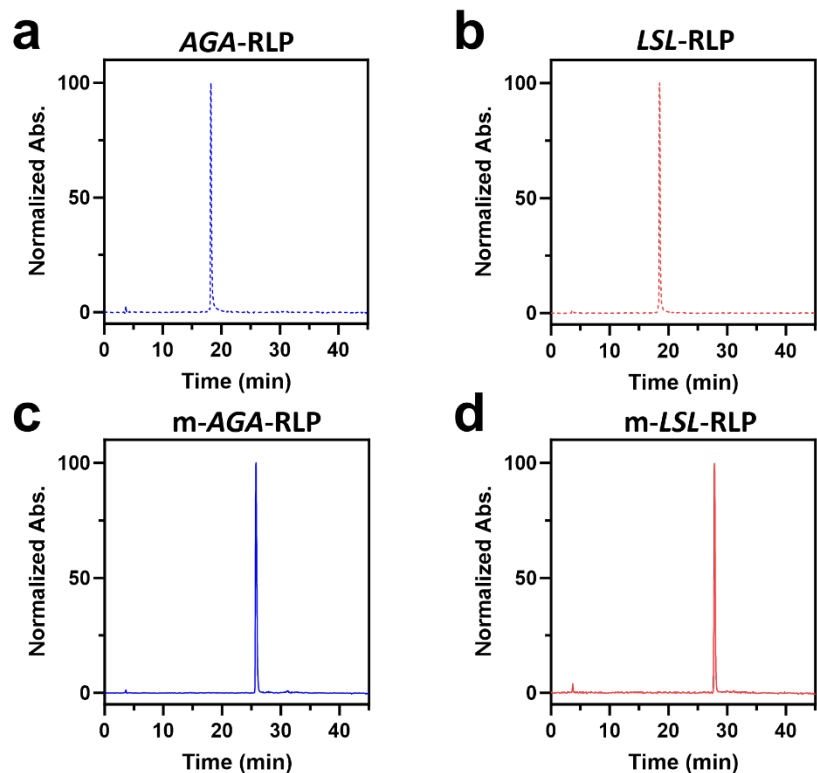 a
AGA-RLP
Normalized Abs.
100
50
0
0 10 20 30 40
Time (min)
b
LSL-RLP
Normalized Abs.
100
50
0
0 10 20 30 40
Time (min)
c
m-AGA-RLP
Normalized Abs.
100
50
0
0 10 20 30 40
Time (min)
d
m-LSL-RLP
Normalized Abs.
100
50
0
0 10 20 30 40
Time (min)